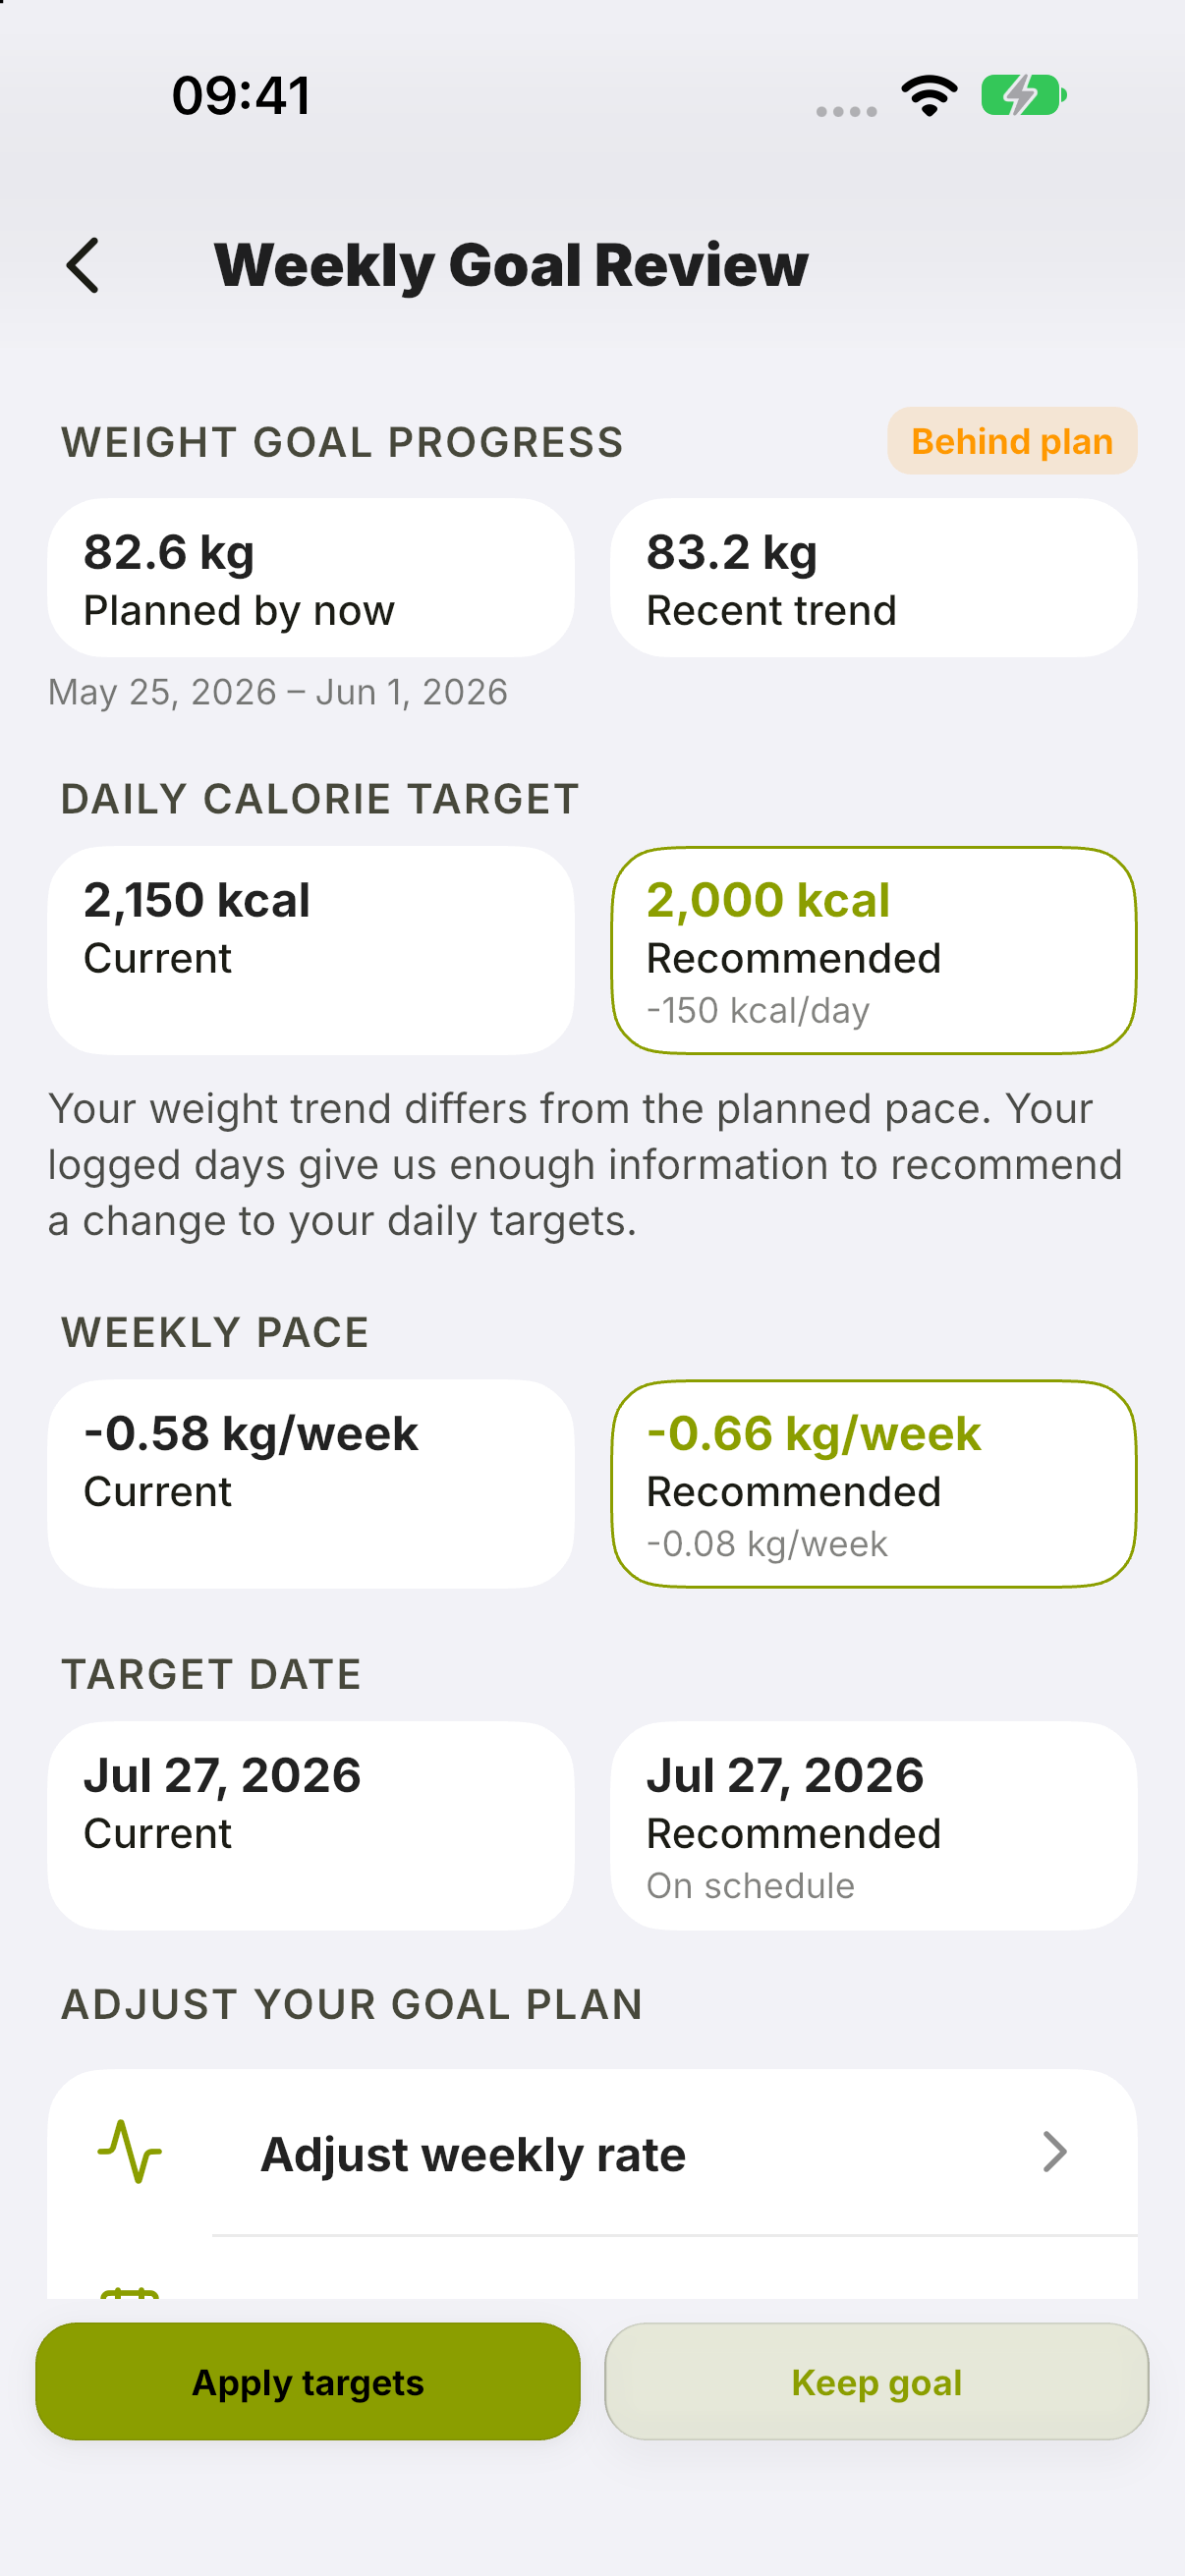 09:41
Weekly Goal Review
WEIGHT GOAL PROGRESS
Behind plan
82.6 kg
Planned by now
83.2 kg
Recent trend
May 25, 2026 – Jun 1, 2026
DAILY CALORIE TARGET
2,150 kcal
Current
2,000 kcal
Recommended
-150 kcal/day
Your weight trend differs from the planned pace. Your
logged days give us enough information to recommend
a change to your daily targets.
WEEKLY PACE
-0.58 kg/week
Current
-0.66 kg/week
Recommended
-0.08 kg/week
TARGET DATE
Jul 27, 2026
Current
Jul 27, 2026
Recommended
On schedule
ADJUST YOUR GOAL PLAN
Adjust weekly rate
Apply targets
Keep goal